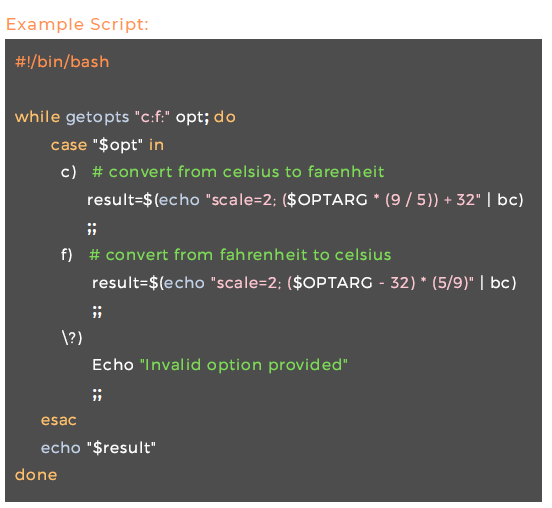 Example Script:
#!/bin/bash
while getopts "c:f:" opt; do
case "$opt" in
c) # convert from celsius to farenheit
result=$(echo "scale=2; ($OPTARG * (9 / 5)) + 32" | bc)
;;
f) # convert from fahrenheit to celsius
result=$(echo "scale=2; ($OPTARG - 32) * (5/9)" | bc)
;;
\?)
Echo "Invalid option provided"
;;
esac
echo "$result"
done